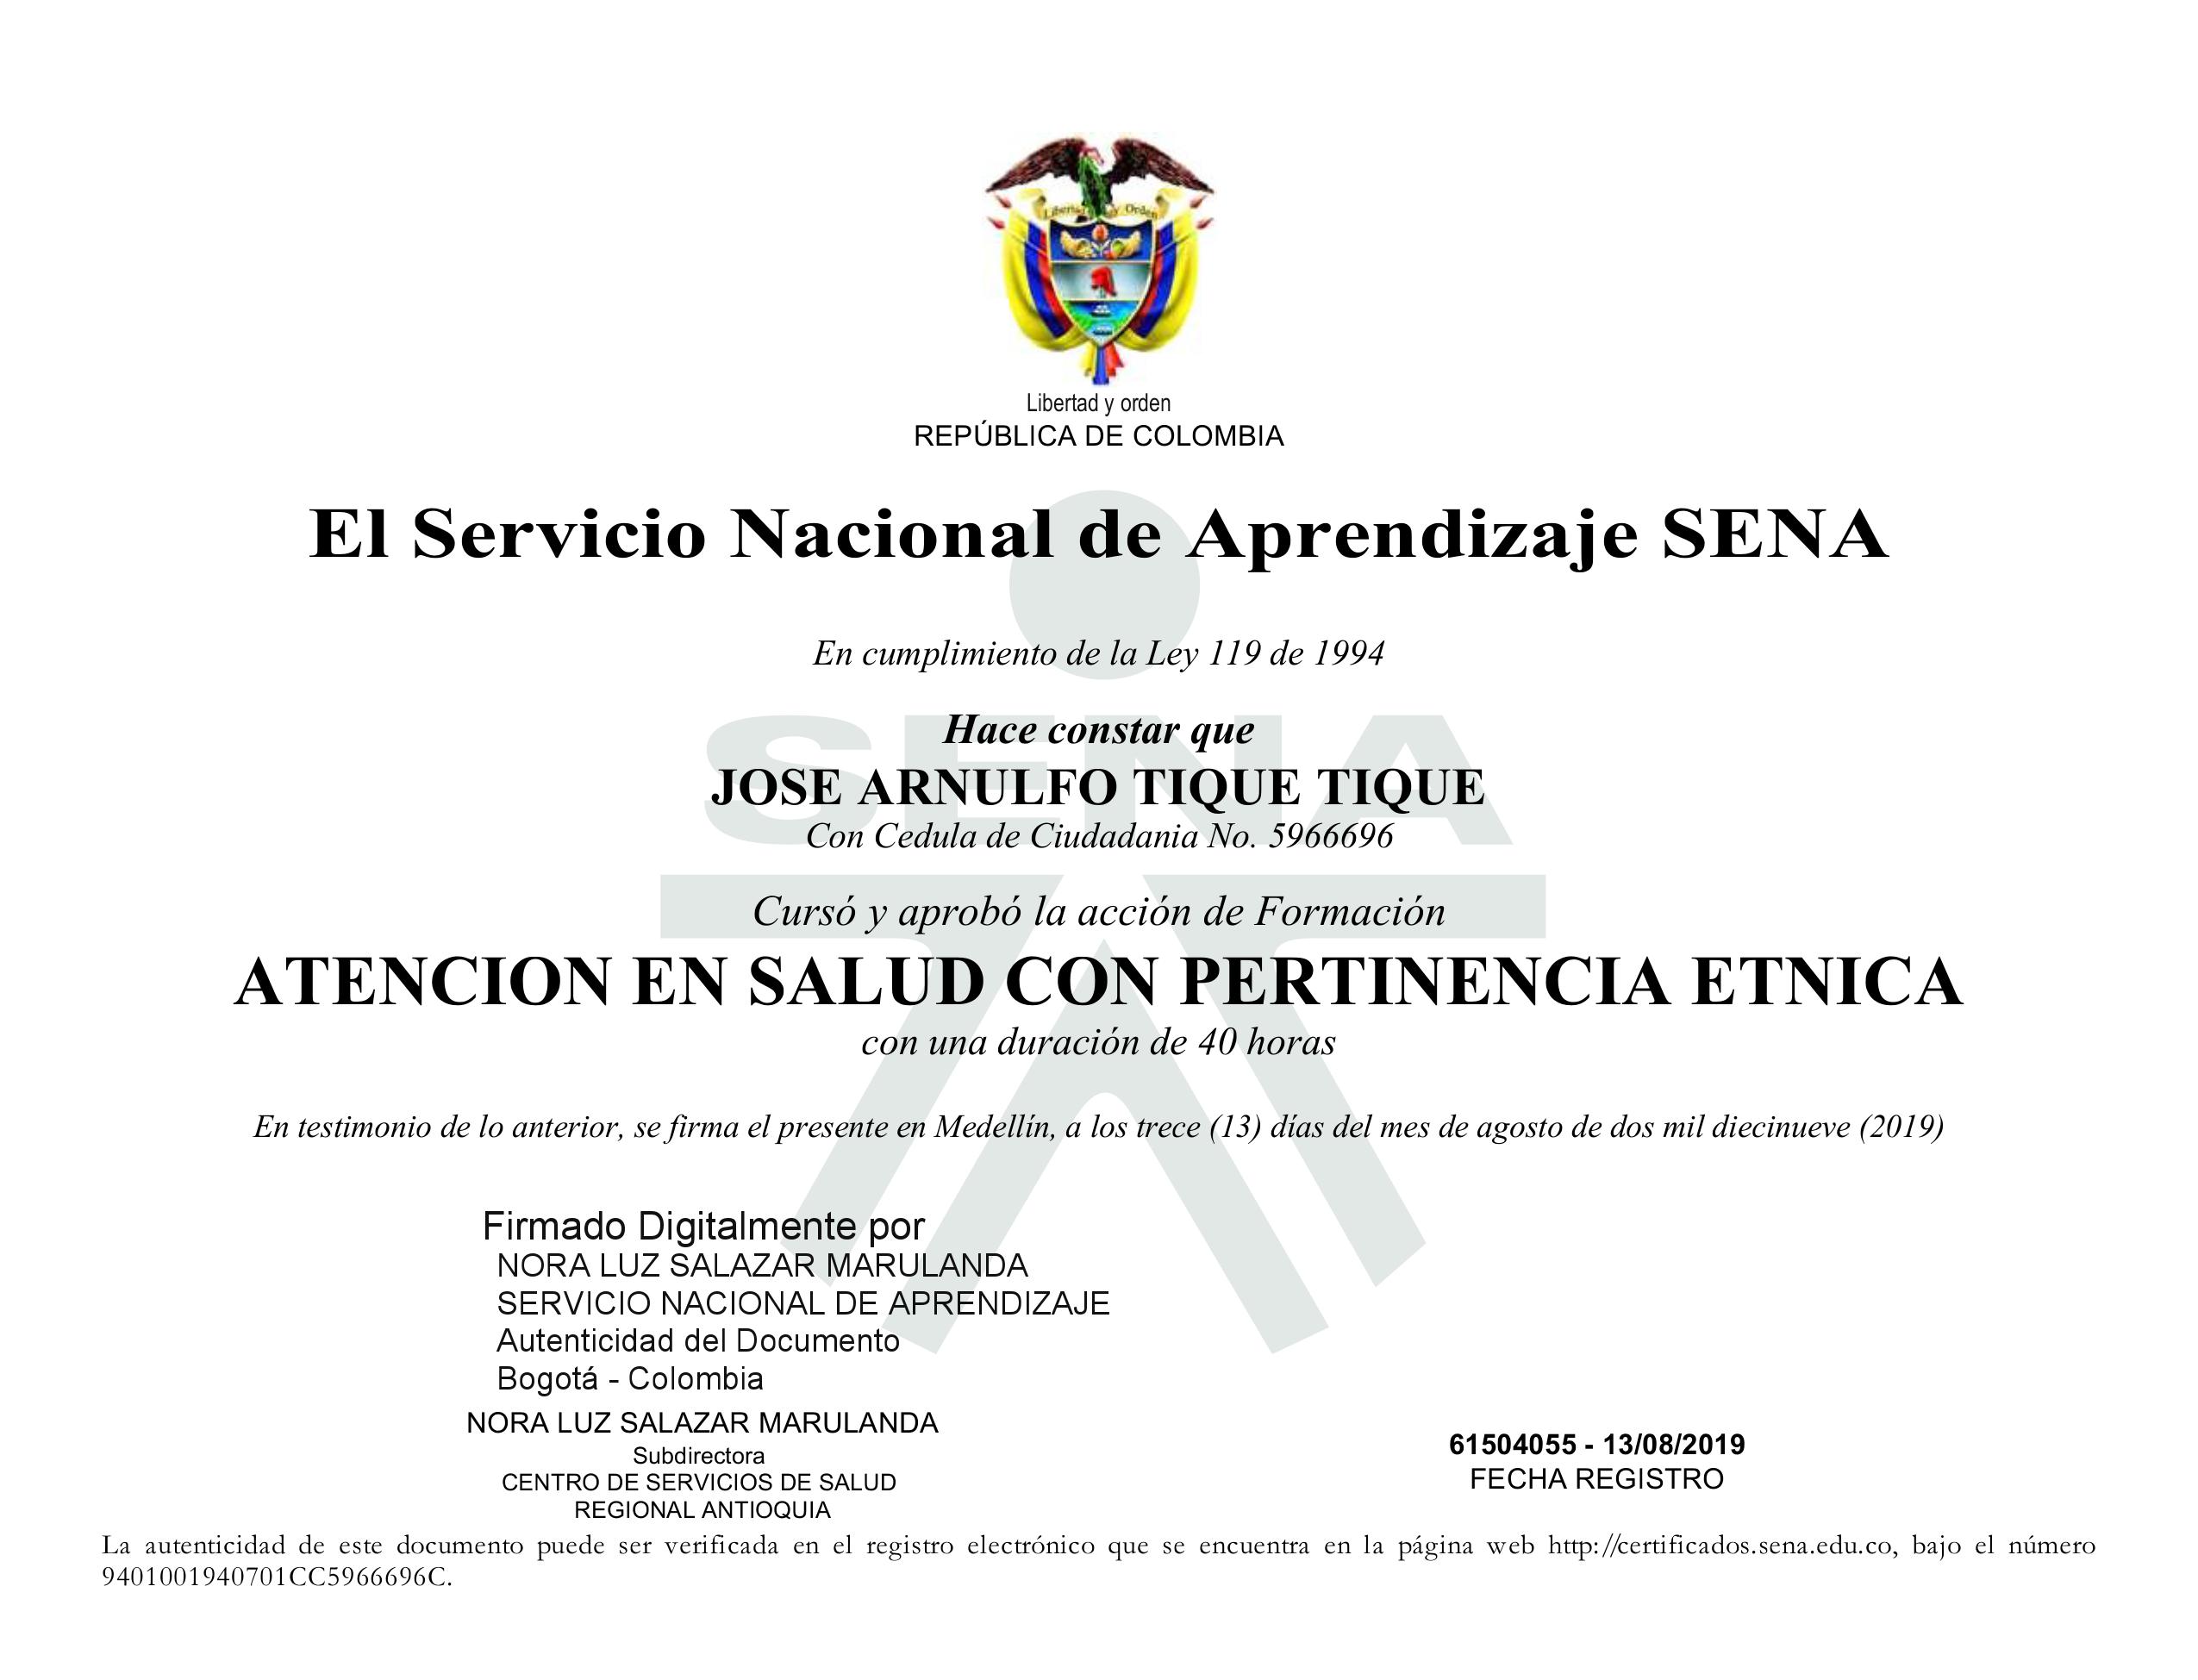 Libertad y Orden
Libertad y orden
REPÚBLICA DE COLOMBIA
El Servicio Nacional de Aprendizaje SENA
En cumplimiento de la Ley 119 de 1994
SENA
Hace constar que
JOSE ARNULFO TIQUE TIQUE
Con Cedula de Ciudadania No. 5966696
Cursó y aprobó la acción de Formación
ATENCION EN SALUD CON PERTINENCIA ETNICA
con una duración de 40 horas
En testimonio de lo anterior, se firma el presente en Medellín, a los trece (13) días del mes de agosto de dos mil diecinueve (2019)
Firmado Digitalmente por
NORA LUZ SALAZAR MARULANDA
SERVICIO NACIONAL DE APRENDIZAJE
Autenticidad del Documento
Bogotá - Colombia
NORA LUZ SALAZAR MARULANDA
Subdirectora
CENTRO DE SERVICIOS DE SALUD
REGIONAL ANTIOQUIA
61504055 - 13/08/2019
FECHA REGISTRO
La autenticidad de este documento puede ser verificada en el registro electrónico que se encuentra en la página web http://certificados.sena.edu.co, bajo el número
9401001940701CC5966696C.